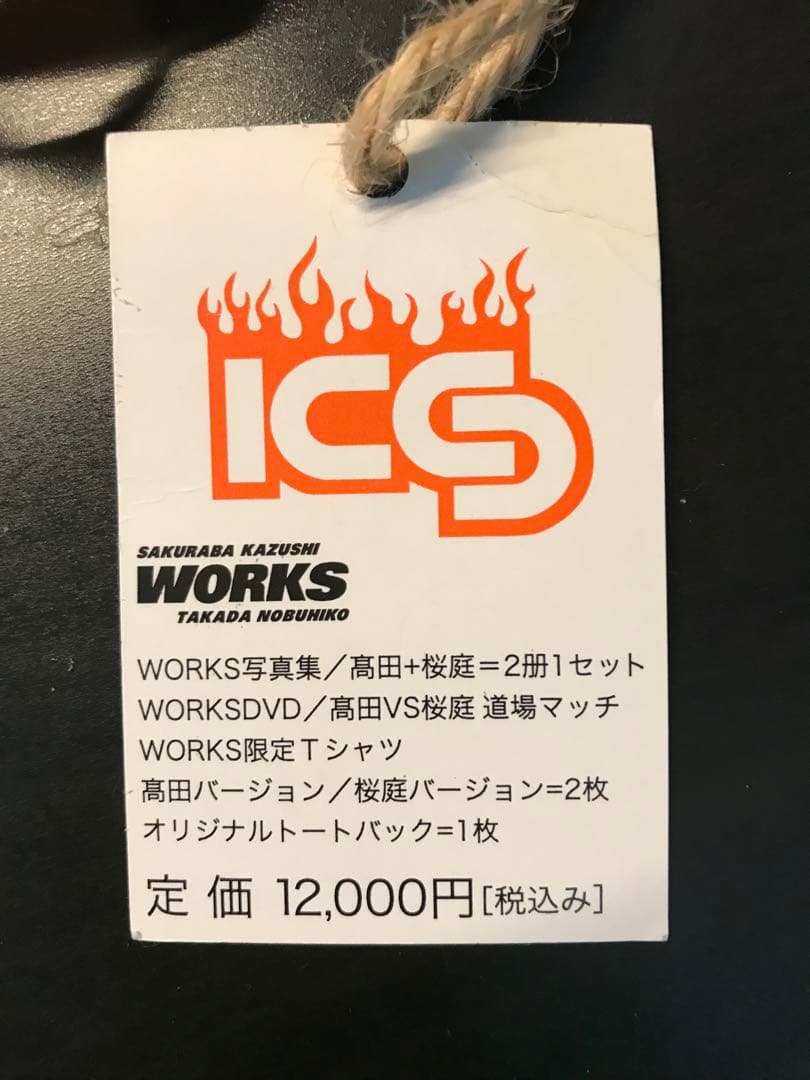 ICS
SAKURABA KAZUSHI
WORKS
TAKADA NOBUHIKO
WORKS写真集／髙田+桜庭＝2冊1セット
WORKSDVD／髙田VS桜庭 道場マッチ
WORKS限定Tシャツ
髙田バージョン／桜庭バージョン=2枚
オリジナルトートバック=1枚
定価 12,000円[税込み]